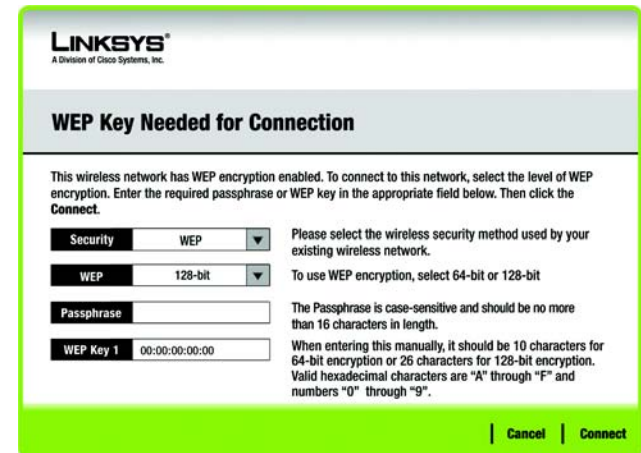 LINKSYS®
A Division of Cisco Systems, Inc.
WEP Key Needed for Connection
This wireless network has WEP encryption enabled. To connect to this network, select the level of WEP
encryption. Enter the required passphrase or WEP key in the appropriate field below. Then click the
Connect.
Security WEP
Please select the wireless security method used by your
existing wireless network.
WEP 128-bit
To use WEP encryption, select 64-bit or 128-bit
Passphrase
The Passphrase is case-sensitive and should be no more
than 16 characters in length.
WEP Key 1 00:00:00:00:00
When entering this manually, it should be 10 characters for
64-bit encryption or 26 characters for 128-bit encryption.
Valid hexadecimal characters are “A” through “F” and
numbers “0” through “9”.
Cancel Connect